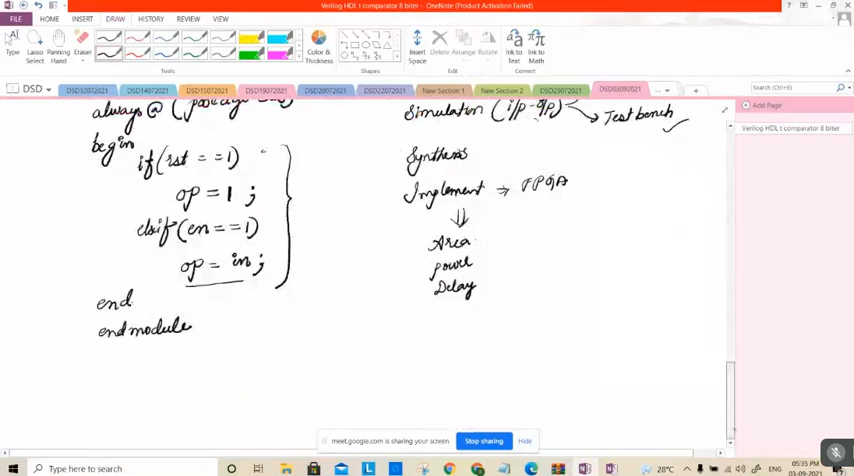 Verilog HDL t comparator 8 biter - OneNote (Product Activation Failed)
FILE HOME INSERT DRAW HISTORY REVIEW VIEW
Type Lasso Select Panning Hand Eraser Color & Thickness Insert Space Delete Arrange Rotate Ink to Text Ink to Math
Tools Shapes Edit Convert
DSD DSD12072021 DSD14072021 DSD15072021 DSD19072021 DSD20072021 DSD22072021 New Section 1 New Section 2 DSD29072021 DSD03092021 Search (Ctrl+E)
Add Page
Verilog HDL t comparator 8 biter
always@ (posedge
begin
if(rst ==1)
op = 1 ;
elsif(en ==1)
op = in ;
end
endmodule
Simulation (i/p-o/p)
Test bench
Synthesis
Implement ⇒ FPGA
Area
Power
Delay
meet.google.com is sharing your screen. Stop sharing Hide
Type here to search
28°C
05:35 PM
03-09-2021